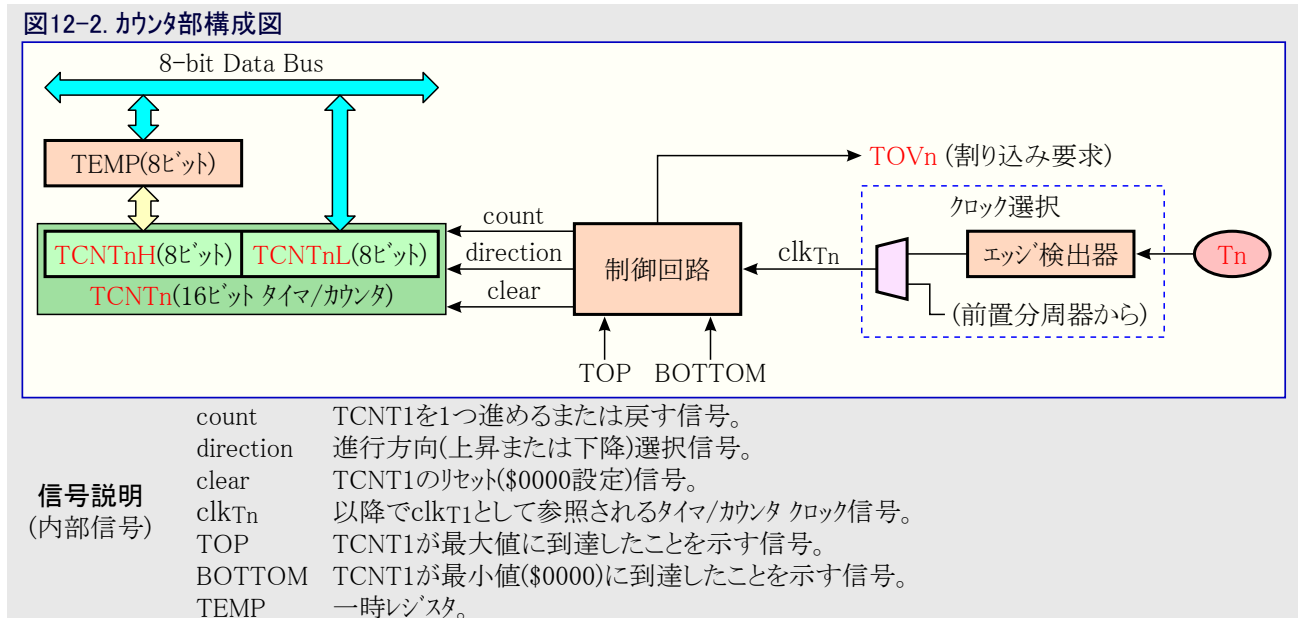 図12-2. カウンタ部構成図
8-bit Data Bus
TEMP(8ﾋﾞｯﾄ)
TOVn (割り込み要求)
ｸﾛｯｸ選択
count
TCNTnH(8ﾋﾞｯﾄ) TCNTnL(8ﾋﾞｯﾄ)
direction
制御回路
clkTn
ｴｯｼﾞ検出器
Tn
TCNTn(16ﾋﾞｯﾄ ﾀｲﾏ/ｶｳﾝﾀ)
clear
(前置分周器から)
TOP BOTTOM
信号説明
(内部信号)
count TCNT1を1つ進めるまたは戻す信号。
direction 進行方向(上昇または下降)選択信号。
clear TCNT1のﾘｾｯﾄ($0000設定)信号。
clkTn 以降でclkT1として参照されるﾀｲﾏ/ｶｳﾝﾀ ｸﾛｯｸ信号。
TOP TCNT1が最大値に到達したことを示す信号。
BOTTOM TCNT1が最小値($0000)に到達したことを示す信号。
TEMP 一時ﾚｼﾞｽﾀ。